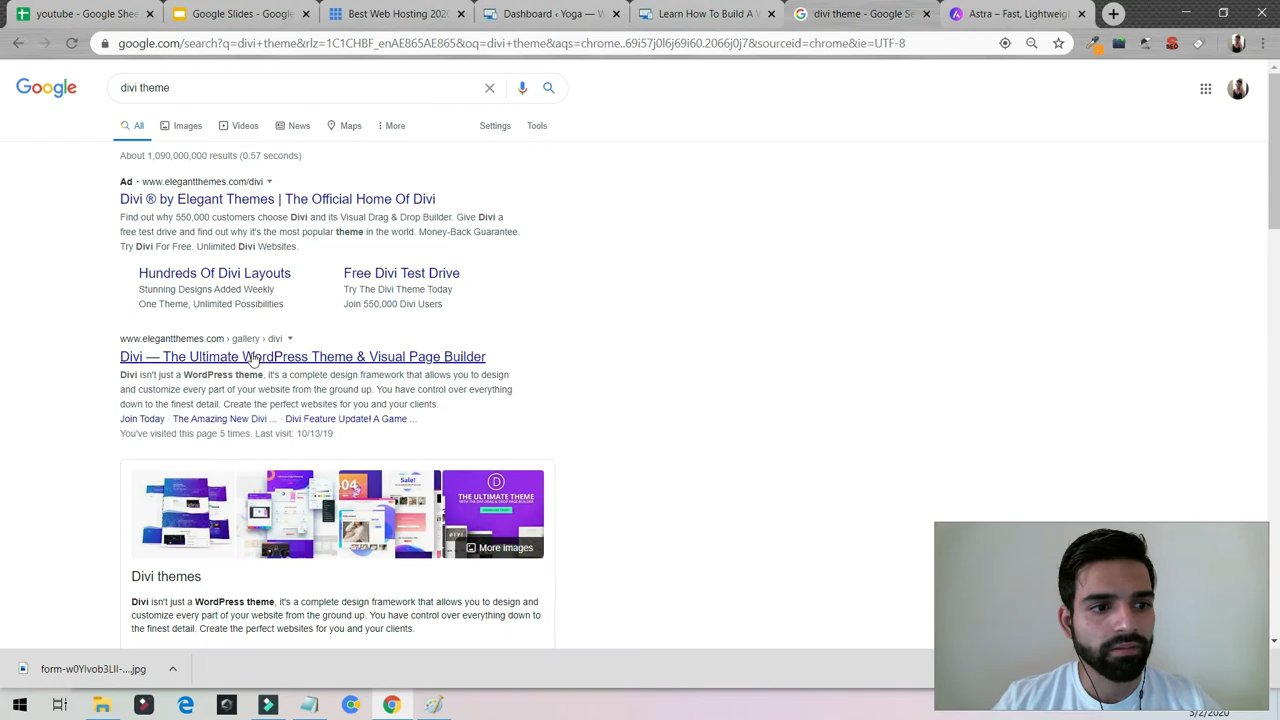 youtube - Google Shee
Google Slides - Google
Best Web Hosting 2020
Dashboard ‹ Yoga — W
Learn How To Build A
divi theme - Google Se
Astra – Fast, Lightweigh
google.com/search?q=divi+theme&rlz=1C1CHBF_enAE865AE865&oq=divi+theme&aqs=chrome..69i57j0l6j69i60.2066j0j7&sourceid=chrome&ie=UTF-8
SEO
Google
divi theme
All
Images
Videos
News
Maps
More
Settings
Tools
About 1,090,000,000 results (0.57 seconds)
Ad · www.elegantthemes.com/divi
Divi ® by Elegant Themes | The Official Home Of Divi
Find out why 550,000 customers choose Divi and its Visual Drag & Drop Builder. Give Divi a
free test drive and find out why it's the most popular theme in the world. Money-Back Guarantee.
Try Divi For Free. Unlimited Divi Websites.
Hundreds Of Divi Layouts
Free Divi Test Drive
Stunning Designs Added Weekly
Try The Divi Theme Today
One Theme, Unlimited Possibilities
Join 550,000 Divi Users
www.elegantthemes.com › gallery › divi
Divi — The Ultimate WordPress Theme & Visual Page Builder
Divi isn't just a WordPress theme, it's a complete design framework that allows you to design
and customize every part of your website from the ground up. You have control over everything
down to the finest detail. Create the perfect websites for you and your clients.
Join Today · The Amazing New Divi ... · Divi Feature Update! A Game ...
You've visited this page 5 times. Last visit: 10/13/19
404
Sale!
D
THE ULTIMATE THEME
More images
Divi themes
Divi isn't just a WordPress theme, it's a complete design framework that allows you to design and
customize every part of your website from the ground up. You have control over everything down to
the finest detail. Create the perfect websites for you and your clients.
form-w0YIvob3LlI-....jpg
5/2/2020